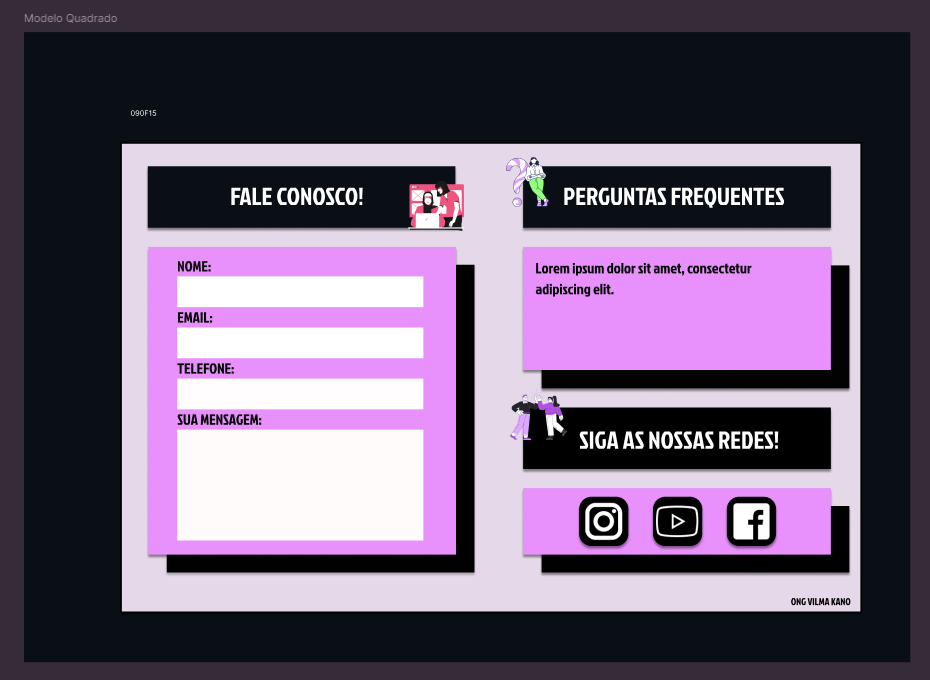 Modelo Quadrado
090F15
FALE CONOSCO!
NOME:
EMAIL:
TELEFONE:
SUA MENSAGEM:
PERGUNTAS FREQUENTES
Lorem ipsum dolor sit amet, consectetur
adipiscing elit.
SIGA AS NOSSAS REDES!
ONG VILMA KANO